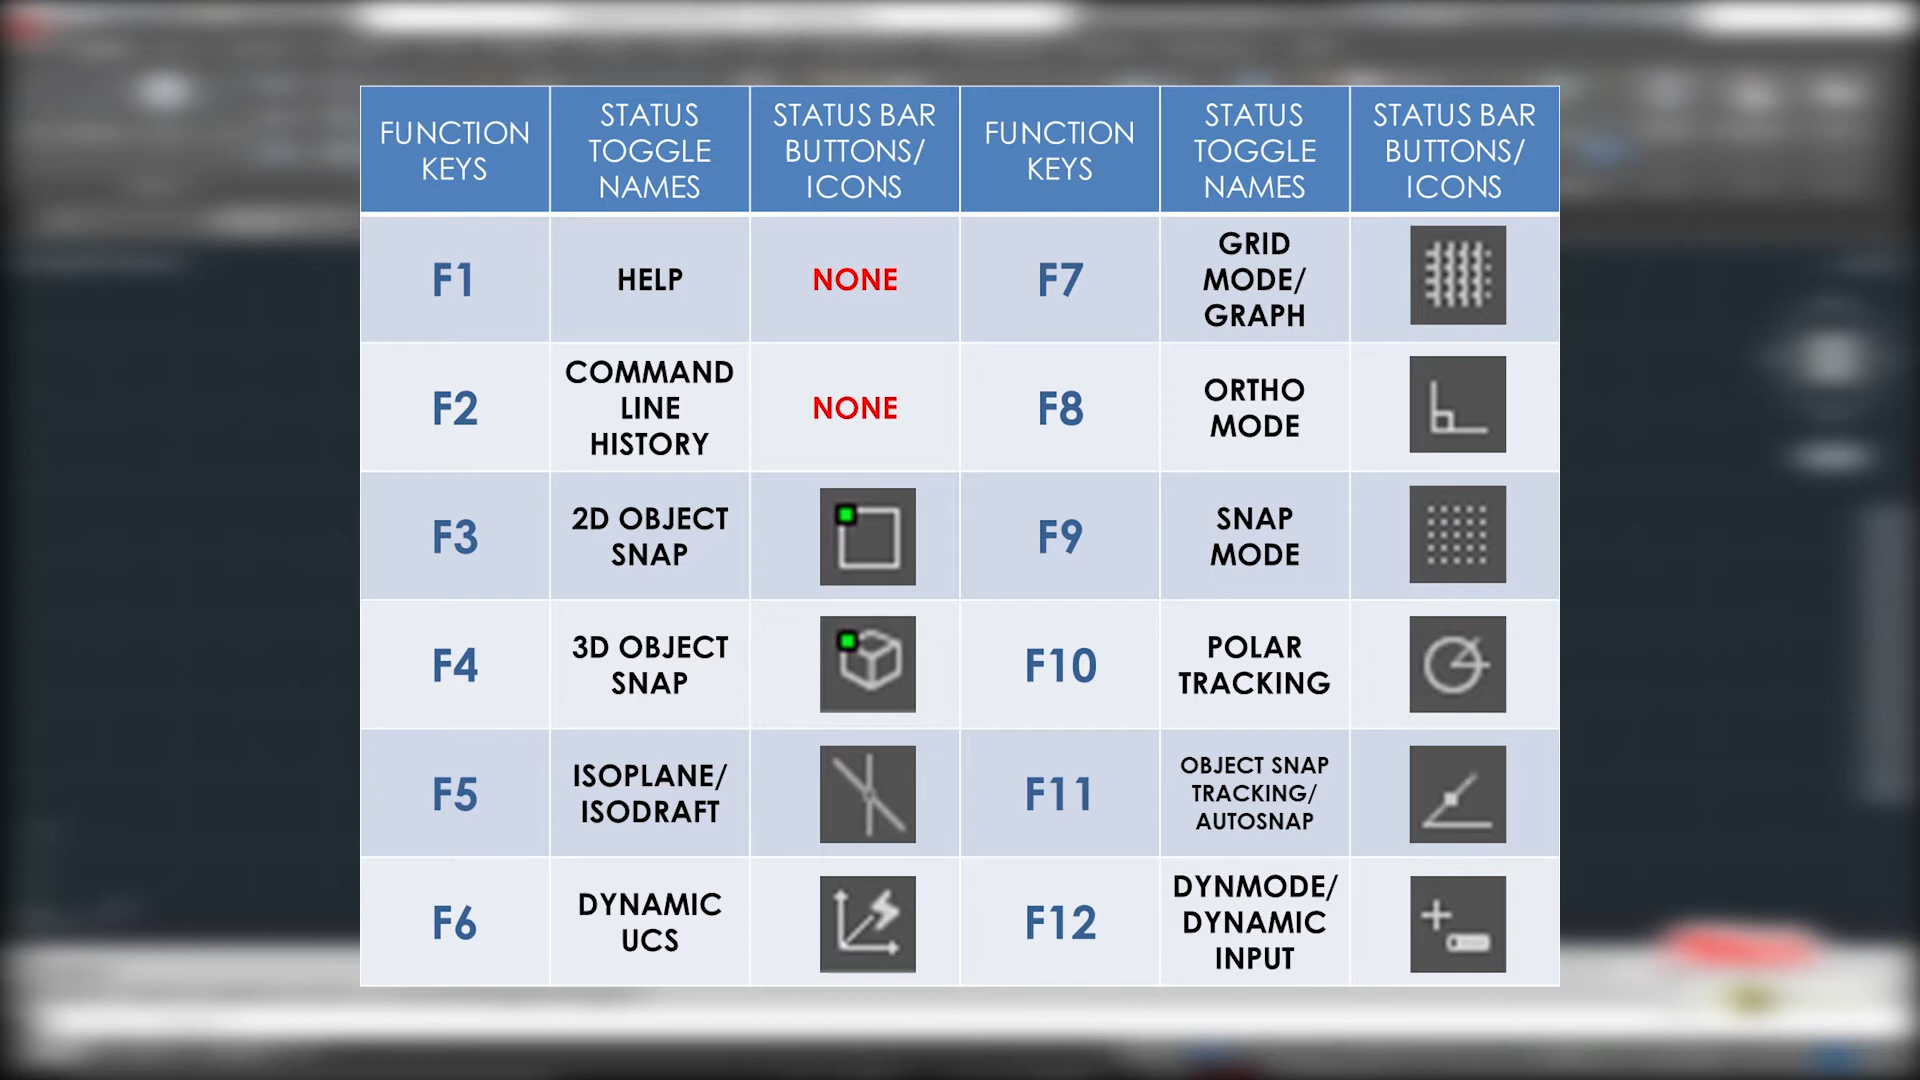 FUNCTION
KEYS
STATUS
TOGGLE
NAMES
STATUS BAR
BUTTONS/
ICONS
FUNCTION
KEYS
STATUS
TOGGLE
NAMES
STATUS BAR
BUTTONS/
ICONS
F1
HELP
NONE
F7
GRID
MODE/
GRAPH
F2
COMMAND
LINE
HISTORY
NONE
F8
ORTHO
MODE
F3
2D OBJECT
SNAP
F9
SNAP
MODE
F4
3D OBJECT
SNAP
F10
POLAR
TRACKING
F5
ISOPLANE/
ISODRAFT
F11
OBJECT SNAP
TRACKING/
AUTOSNAP
F6
DYNAMIC
UCS
F12
DYNMODE/
DYNAMIC
INPUT